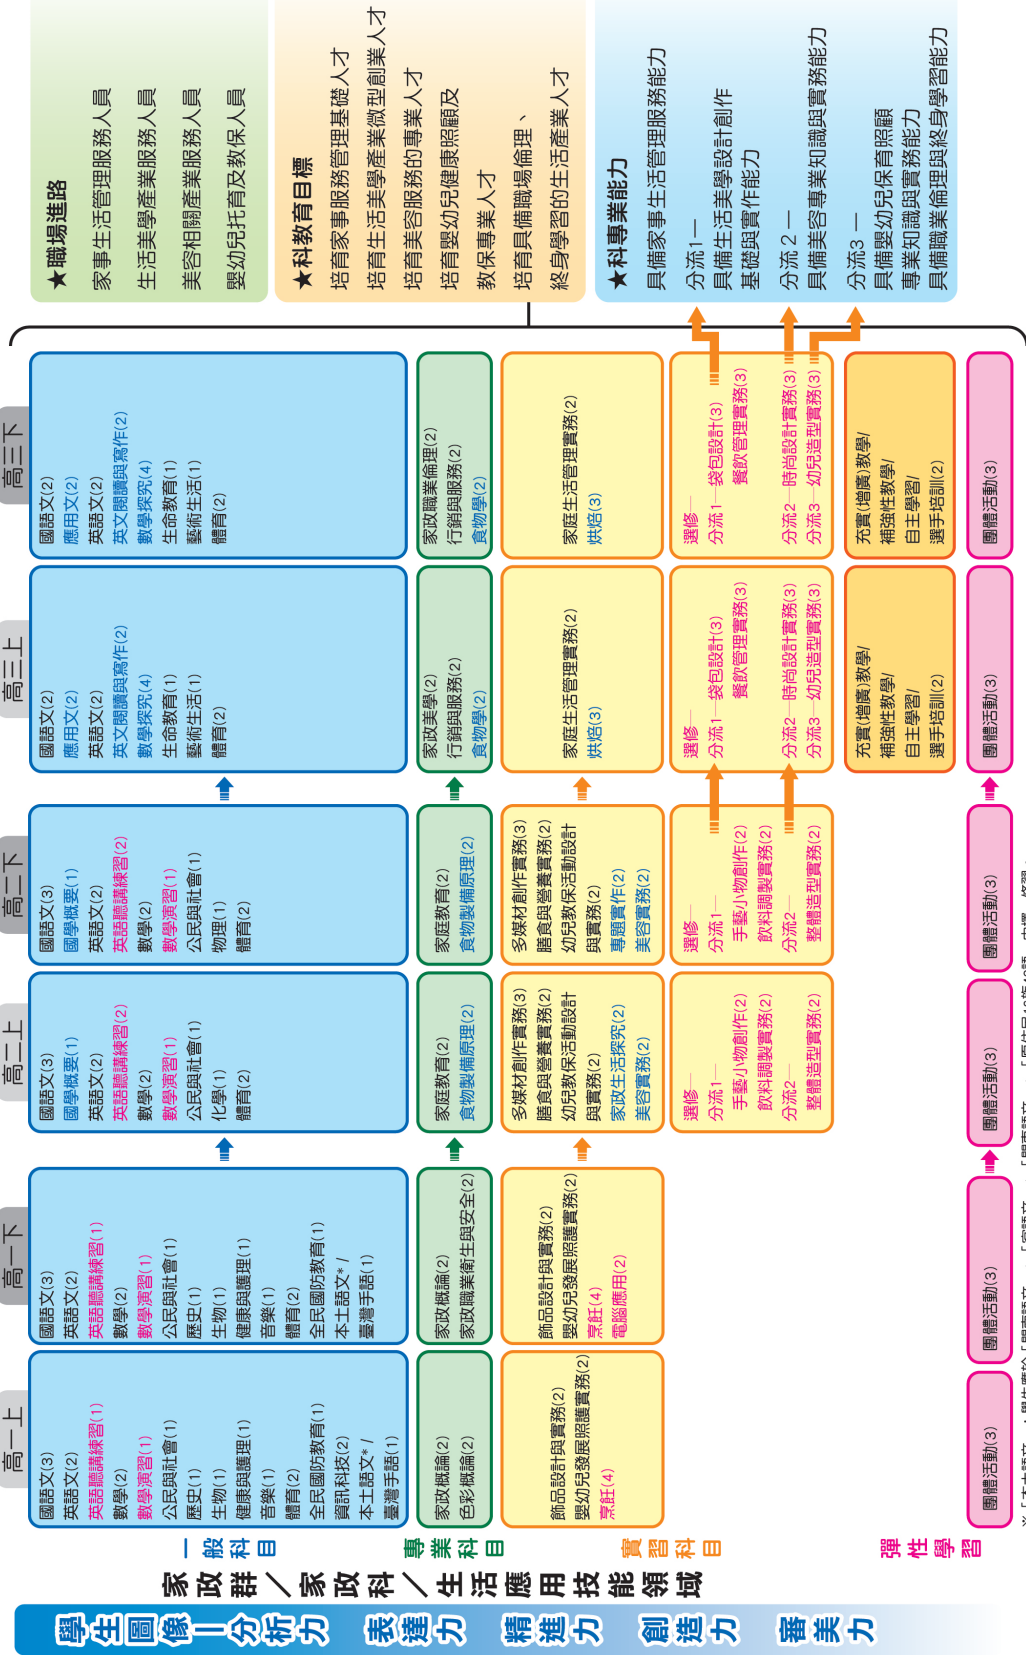 學生圖像—分析力 表達力 精進力 創造力 審美力
家政群／家政科／生活應用技能領域
一般科目
專業科目
實習科目
彈性學習
高一上
國語文(3)
英語文(2)
英語聽講練習(1)
數學(2)
數學演習(1)
公民與社會(1)
歷史(1)
生物(1)
健康與護理(1)
音樂(1)
體育(2)
全民國防教育(1)
資訊科技(2)
本土語文* /
臺灣手語(1)
家政概論(2)
色彩概論(2)
飾品設計與實務(2)
嬰幼兒發展照護實務(2)
烹飪(4)
團體活動(3)
高一下
國語文(3)
英語文(2)
英語聽講練習(1)
數學(2)
數學演習(1)
公民與社會(1)
歷史(1)
生物(1)
健康與護理(1)
音樂(1)
體育(2)
全民國防教育(1)
本土語文* /
臺灣手語(1)
家政概論(2)
家政職業衛生與安全(2)
飾品設計與實務(2)
嬰幼兒發展照護實務(2)
烹飪(4)
電腦應用(2)
團體活動(3)
高二上
國語文(3)
國學概要(1)
英語文(2)
英語聽講練習(2)
數學(2)
數學演習(1)
公民與社會(1)
化學(1)
體育(2)
家庭教育(2)
食物製備原理(2)
多媒材創作實務(3)
膳食與營養實務(2)
幼兒教保活動設計
與實務(2)
家政生活探究(2)
美容實務(2)
選修—
分流1—
手藝小物創作(2)
飲料調製實務(2)
分流2—
整體造型實務(2)
團體活動(3)
高二下
國語文(3)
國學概要(1)
英語文(2)
英語聽講練習(2)
數學(2)
數學演習(1)
公民與社會(1)
物理(1)
體育(2)
家庭教育(2)
食物製備原理(2)
多媒材創作實務(3)
膳食與營養實務(2)
幼兒教保活動設計
與實務(2)
專題實作(2)
美容實務(2)
選修—
分流1—
手藝小物創作(2)
飲料調製實務(2)
分流2—
整體造型實務(2)
團體活動(3)
高三上
國語文(2)
應用文(2)
英語文(2)
英文閱讀與寫作(2)
數學探究(4)
生命教育(1)
藝術生活(1)
體育(2)
家政美學(2)
行銷與服務(2)
食物學(2)
家庭生活管理實務(2)
烘焙(3)
選修—
分流1—袋包設計(3)
餐飲管理實務(3)
分流2—時尚設計實務(3)
分流3—幼兒造型實務(3)
充實(增廣)教學/
補強性教學/
自主學習/
選手培訓(2)
團體活動(3)
高三下
國語文(2)
應用文(2)
英語文(2)
英文閱讀與寫作(2)
數學探究(4)
生命教育(1)
藝術生活(1)
體育(2)
家政職業倫理(2)
行銷與服務(2)
食物學(2)
家庭生活管理實務(2)
烘焙(3)
選修—
分流1—袋包設計(3)
餐飲管理實務(3)
分流2—時尚設計實務(3)
分流3—幼兒造型實務(3)
充實(增廣)教學/
補強性教學/
自主學習/
選手培訓(2)
團體活動(3)
★職場進路
家事生活管理服務人員
生活美學產業服務人員
美容相關產業服務人員
嬰幼兒托育及教保人員
★科教育目標
培育家事服務管理基礎人才
培育生活美學產業微型創業人才
培育美容服務的專業人才
培育嬰幼兒健康照顧及
教保專業人才
培育具備職場倫理、
終身學習的生活產業人才
★科專業能力
具備家事生活管理服務能力
分流1—
具備生活美學設計創作
基礎與實作能力
分流2—
具備美容專業知識與實務能力
分流3—
具備嬰幼兒保育照顧
專業知識與實務能力
具備職業倫理與終身學習能力